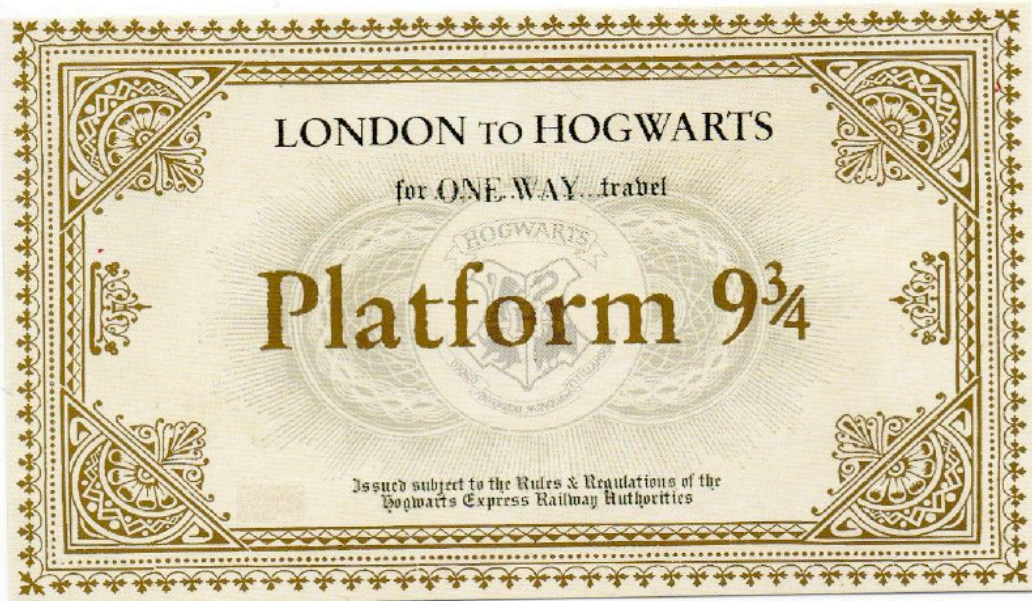 LONDON TO HOGWARTS
for ONE WAY travel
HOGWARTS
Platform 9¾
Issued subject to the Rules & Regulations of the
Hogwarts Express Railway Authorities